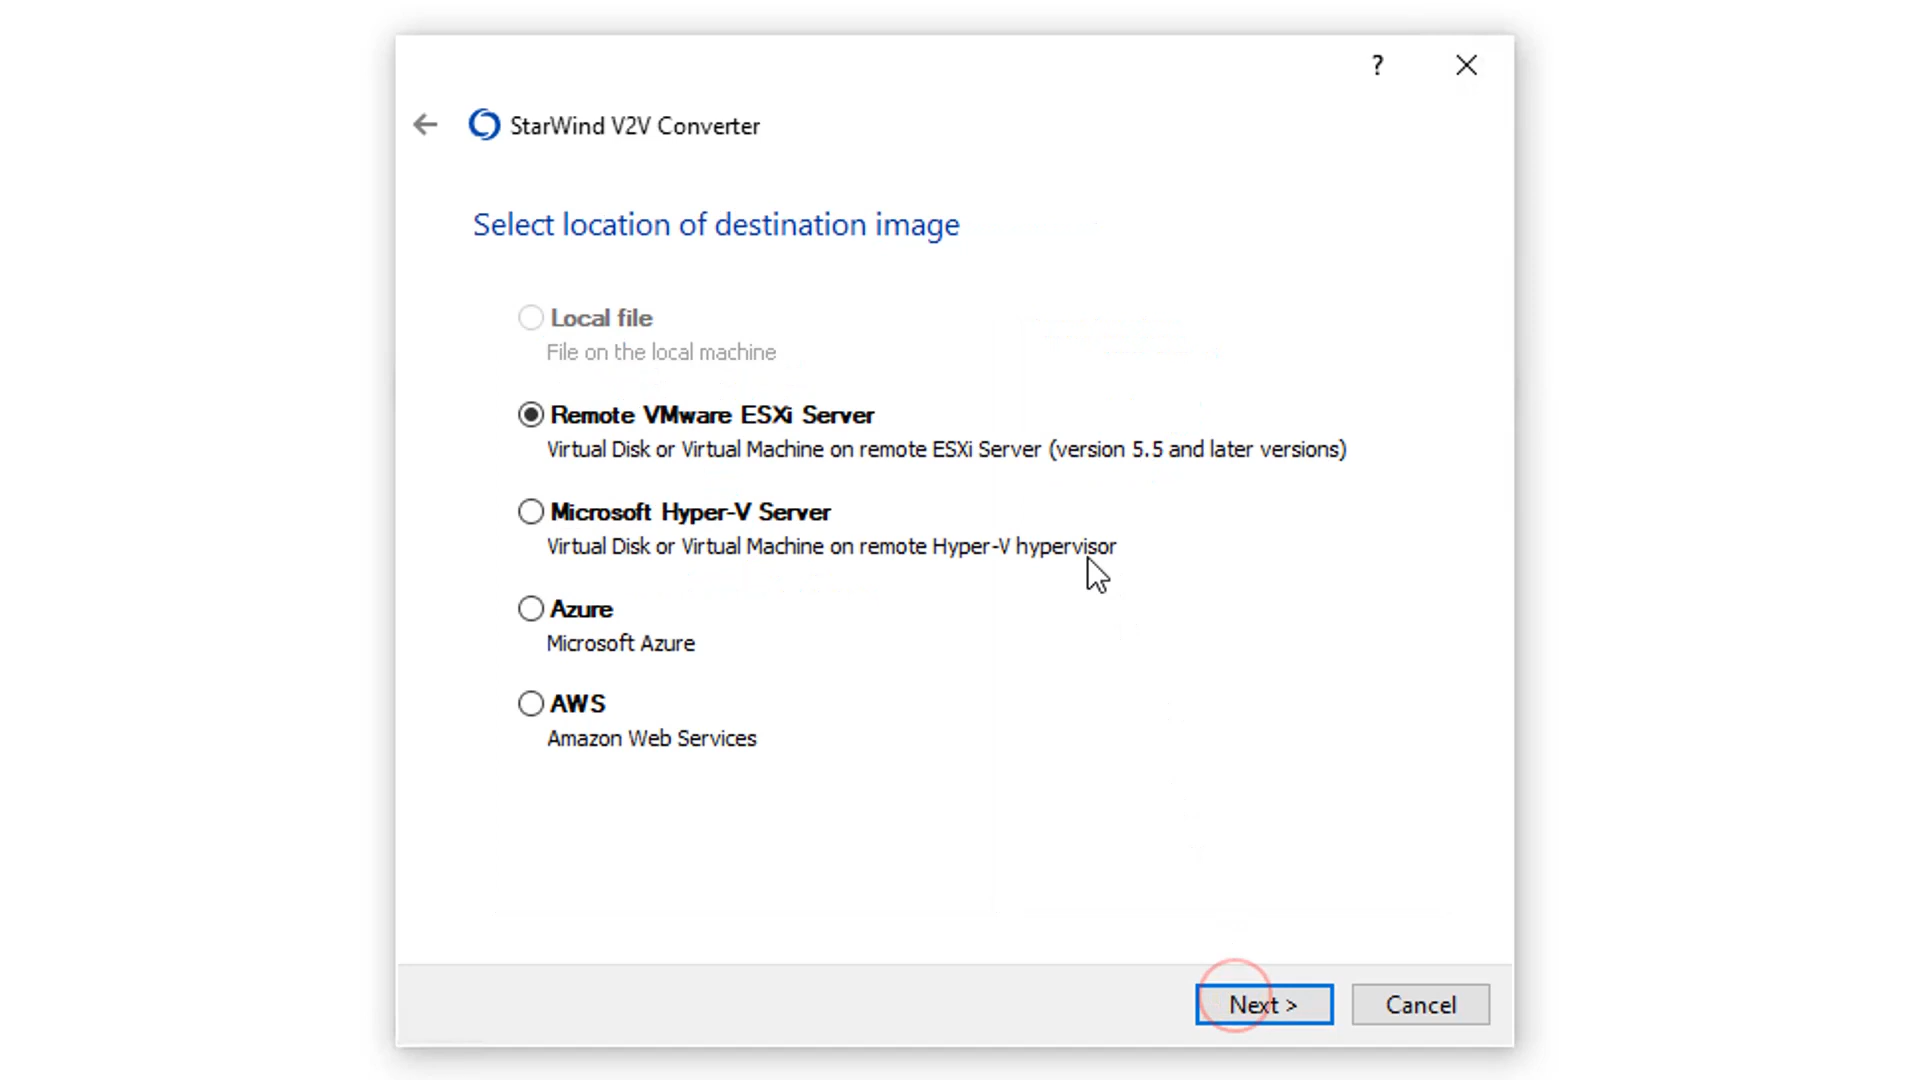 ?
StarWind V2V Converter
Select location of destination image
Local file
File on the local machine
Remote VMware ESXi Server
Virtual Disk or Virtual Machine on remote ESXi Server (version 5.5 and later versions)
Microsoft Hyper-V Server
Virtual Disk or Virtual Machine on remote Hyper-V hypervisor
Azure
Microsoft Azure
AWS
Amazon Web Services
Next > Cancel